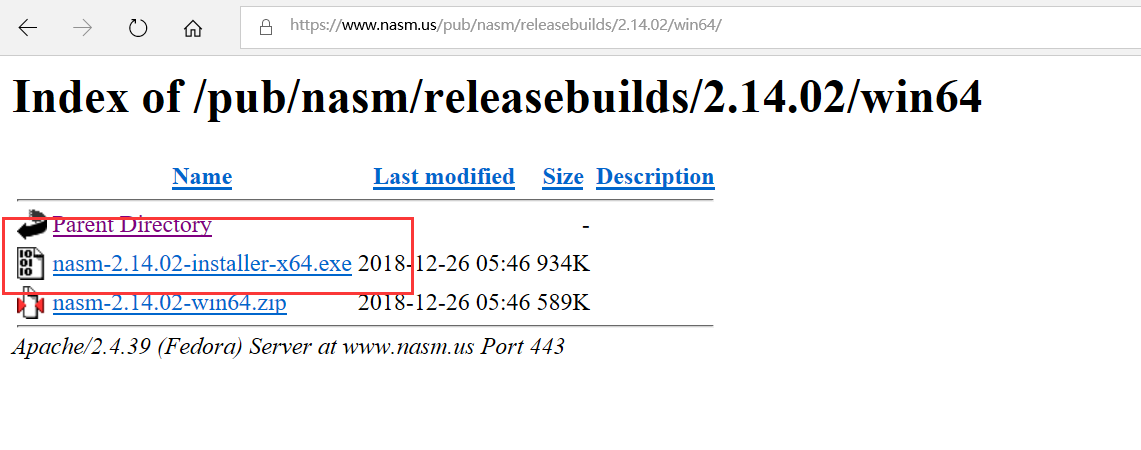 https://www.nasm.us/pub/nasm/releasebuilds/2.14.02/win64/
Index of /pub/nasm/releasebuilds/2.14.02/win64
Name Last modified Size Description
Parent Directory -
nasm-2.14.02-installer-x64.exe 2018-12-26 05:46 934K
nasm-2.14.02-win64.zip 2018-12-26 05:46 589K
Apache/2.4.39 (Fedora) Server at www.nasm.us Port 443